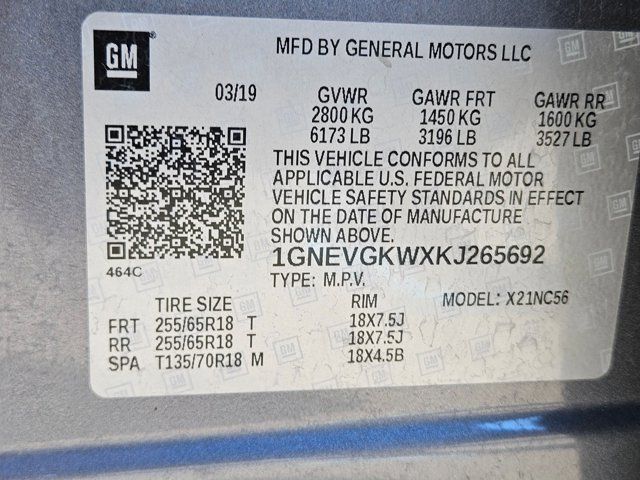 GM
MFD BY GENERAL MOTORS LLC
03/19 GVWR GAWR FRT GAWR RR
2800 KG 1450 KG 1600 KG
6173 LB 3196 LB 3527 LB
THIS VEHICLE CONFORMS TO ALL
APPLICABLE U.S. FEDERAL MOTOR
VEHICLE SAFETY STANDARDS IN EFFECT
ON THE DATE OF MANUFACTURE
SHOWN ABOVE.
464C
1GNEVGKWXKJ265692
TYPE: M.P.V.
TIRE SIZE RIM MODEL: X21NC56
FRT 255/65R18 T 18X7.5J
RR 255/65R18 T 18X7.5J
SPA T135/70R18 M 18X4.5B